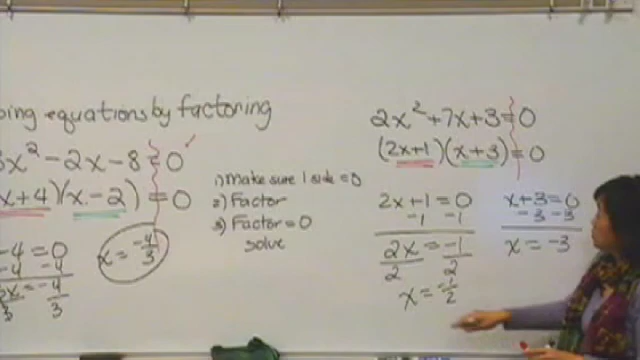 equations by factoring
x² - 2x - 8 = 0
x + 4)(x - 2) = 0
- 4 = 0
- 4 - 4
x = -4
3
x = -4/3
1) Make sure 1 side = 0
2) Factor
3) Factor = 0
solve
2x² + 7x + 3 = 0
(2x + 1)(x + 3) = 0
2x + 1 = 0
-1 -1
2x = -1
2 2
x = -1/2
x + 3 = 0
-3 -3
x = -3